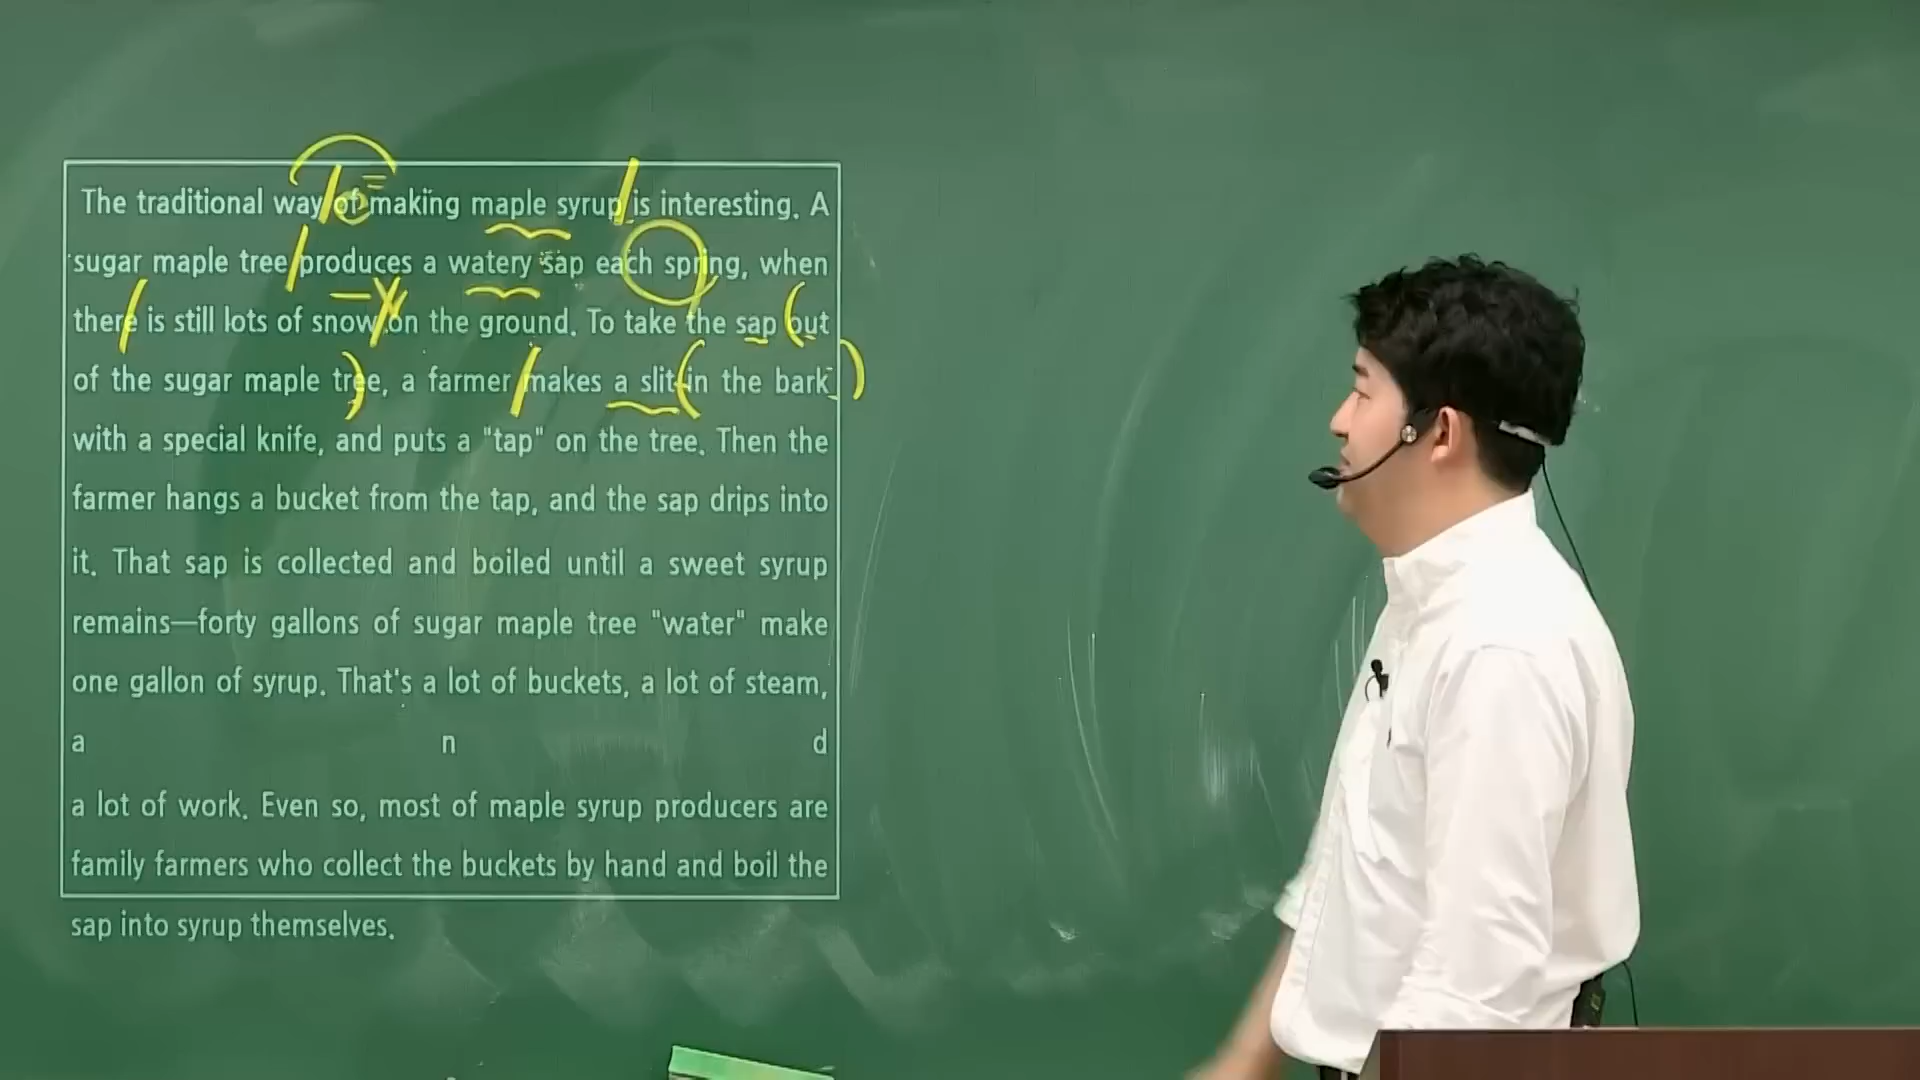 The traditional way of making maple syrup is interesting. A
sugar maple tree produces a watery sap each spring, when
there is still lots of snow on the ground. To take the sap out
of the sugar maple tree, a farmer makes a slit in the bark
with a special knife, and puts a "tap" on the tree. Then the
farmer hangs a bucket from the tap, and the sap drips into
it. That sap is collected and boiled until a sweet syrup
remains—forty gallons of sugar maple tree "water" make
one gallon of syrup. That's a lot of buckets, a lot of steam,
a n d
a lot of work. Even so, most of maple syrup producers are
family farmers who collect the buckets by hand and boil the
sap into syrup themselves.